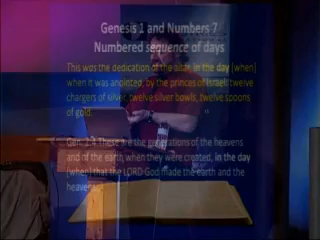 Genesis 1 and Numbers 7
Numbered sequence of days
This was the dedication of the altar, in the day [when]
when it was anointed, by the princes of Israel: twelve
chargers of silver, twelve silver bowls, twelve spoons
of gold.
Gen. 2:4 These are the generations of the heavens
and of the earth when they were created, in the day
[when] that the LORD God made the earth and the
heavens,